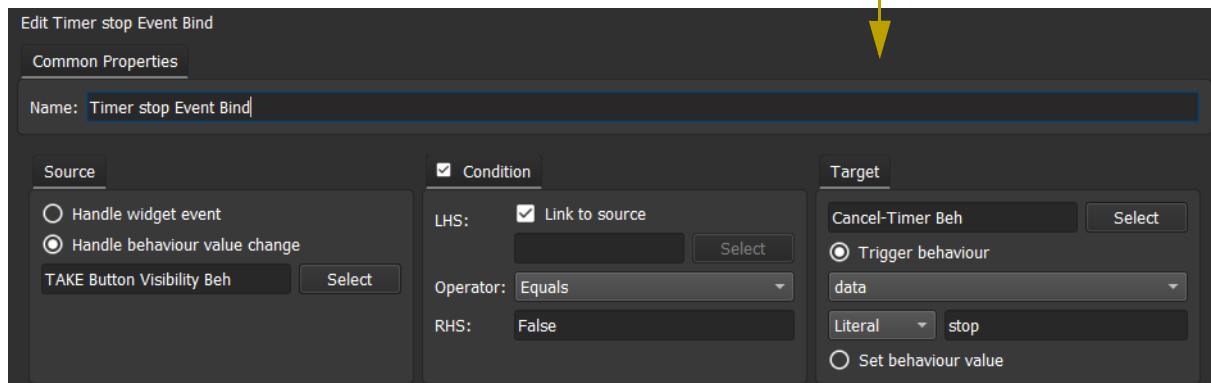 Edit Timer stop Event Bind
Common Properties
Name: Timer stop Event Bind
Source
Handle widget event
Handle behaviour value change
TAKE Button Visibility Beh Select
Condition
LHS: Link to source
Select
Operator: Equals
RHS: False
Target
Cancel-Timer Beh Select
Trigger behaviour
data
Literal stop
Set behaviour value